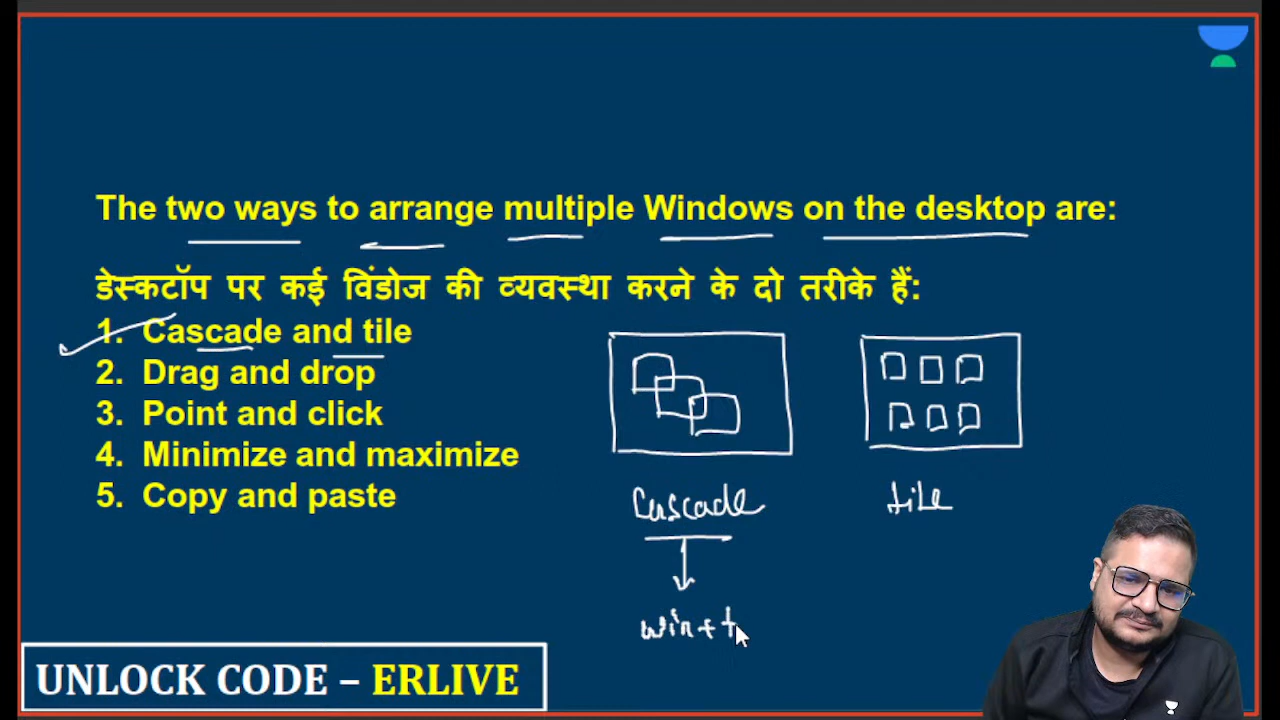 The two ways to arrange multiple Windows on the desktop are:
डेस्कटॉप पर कई विंडोज की व्यवस्था करने के दो तरीके हैं:
1. Cascade and tile
2. Drag and drop
3. Point and click
4. Minimize and maximize
5. Copy and paste
Cascade
tile
win + t
UNLOCK CODE – ERLIVE